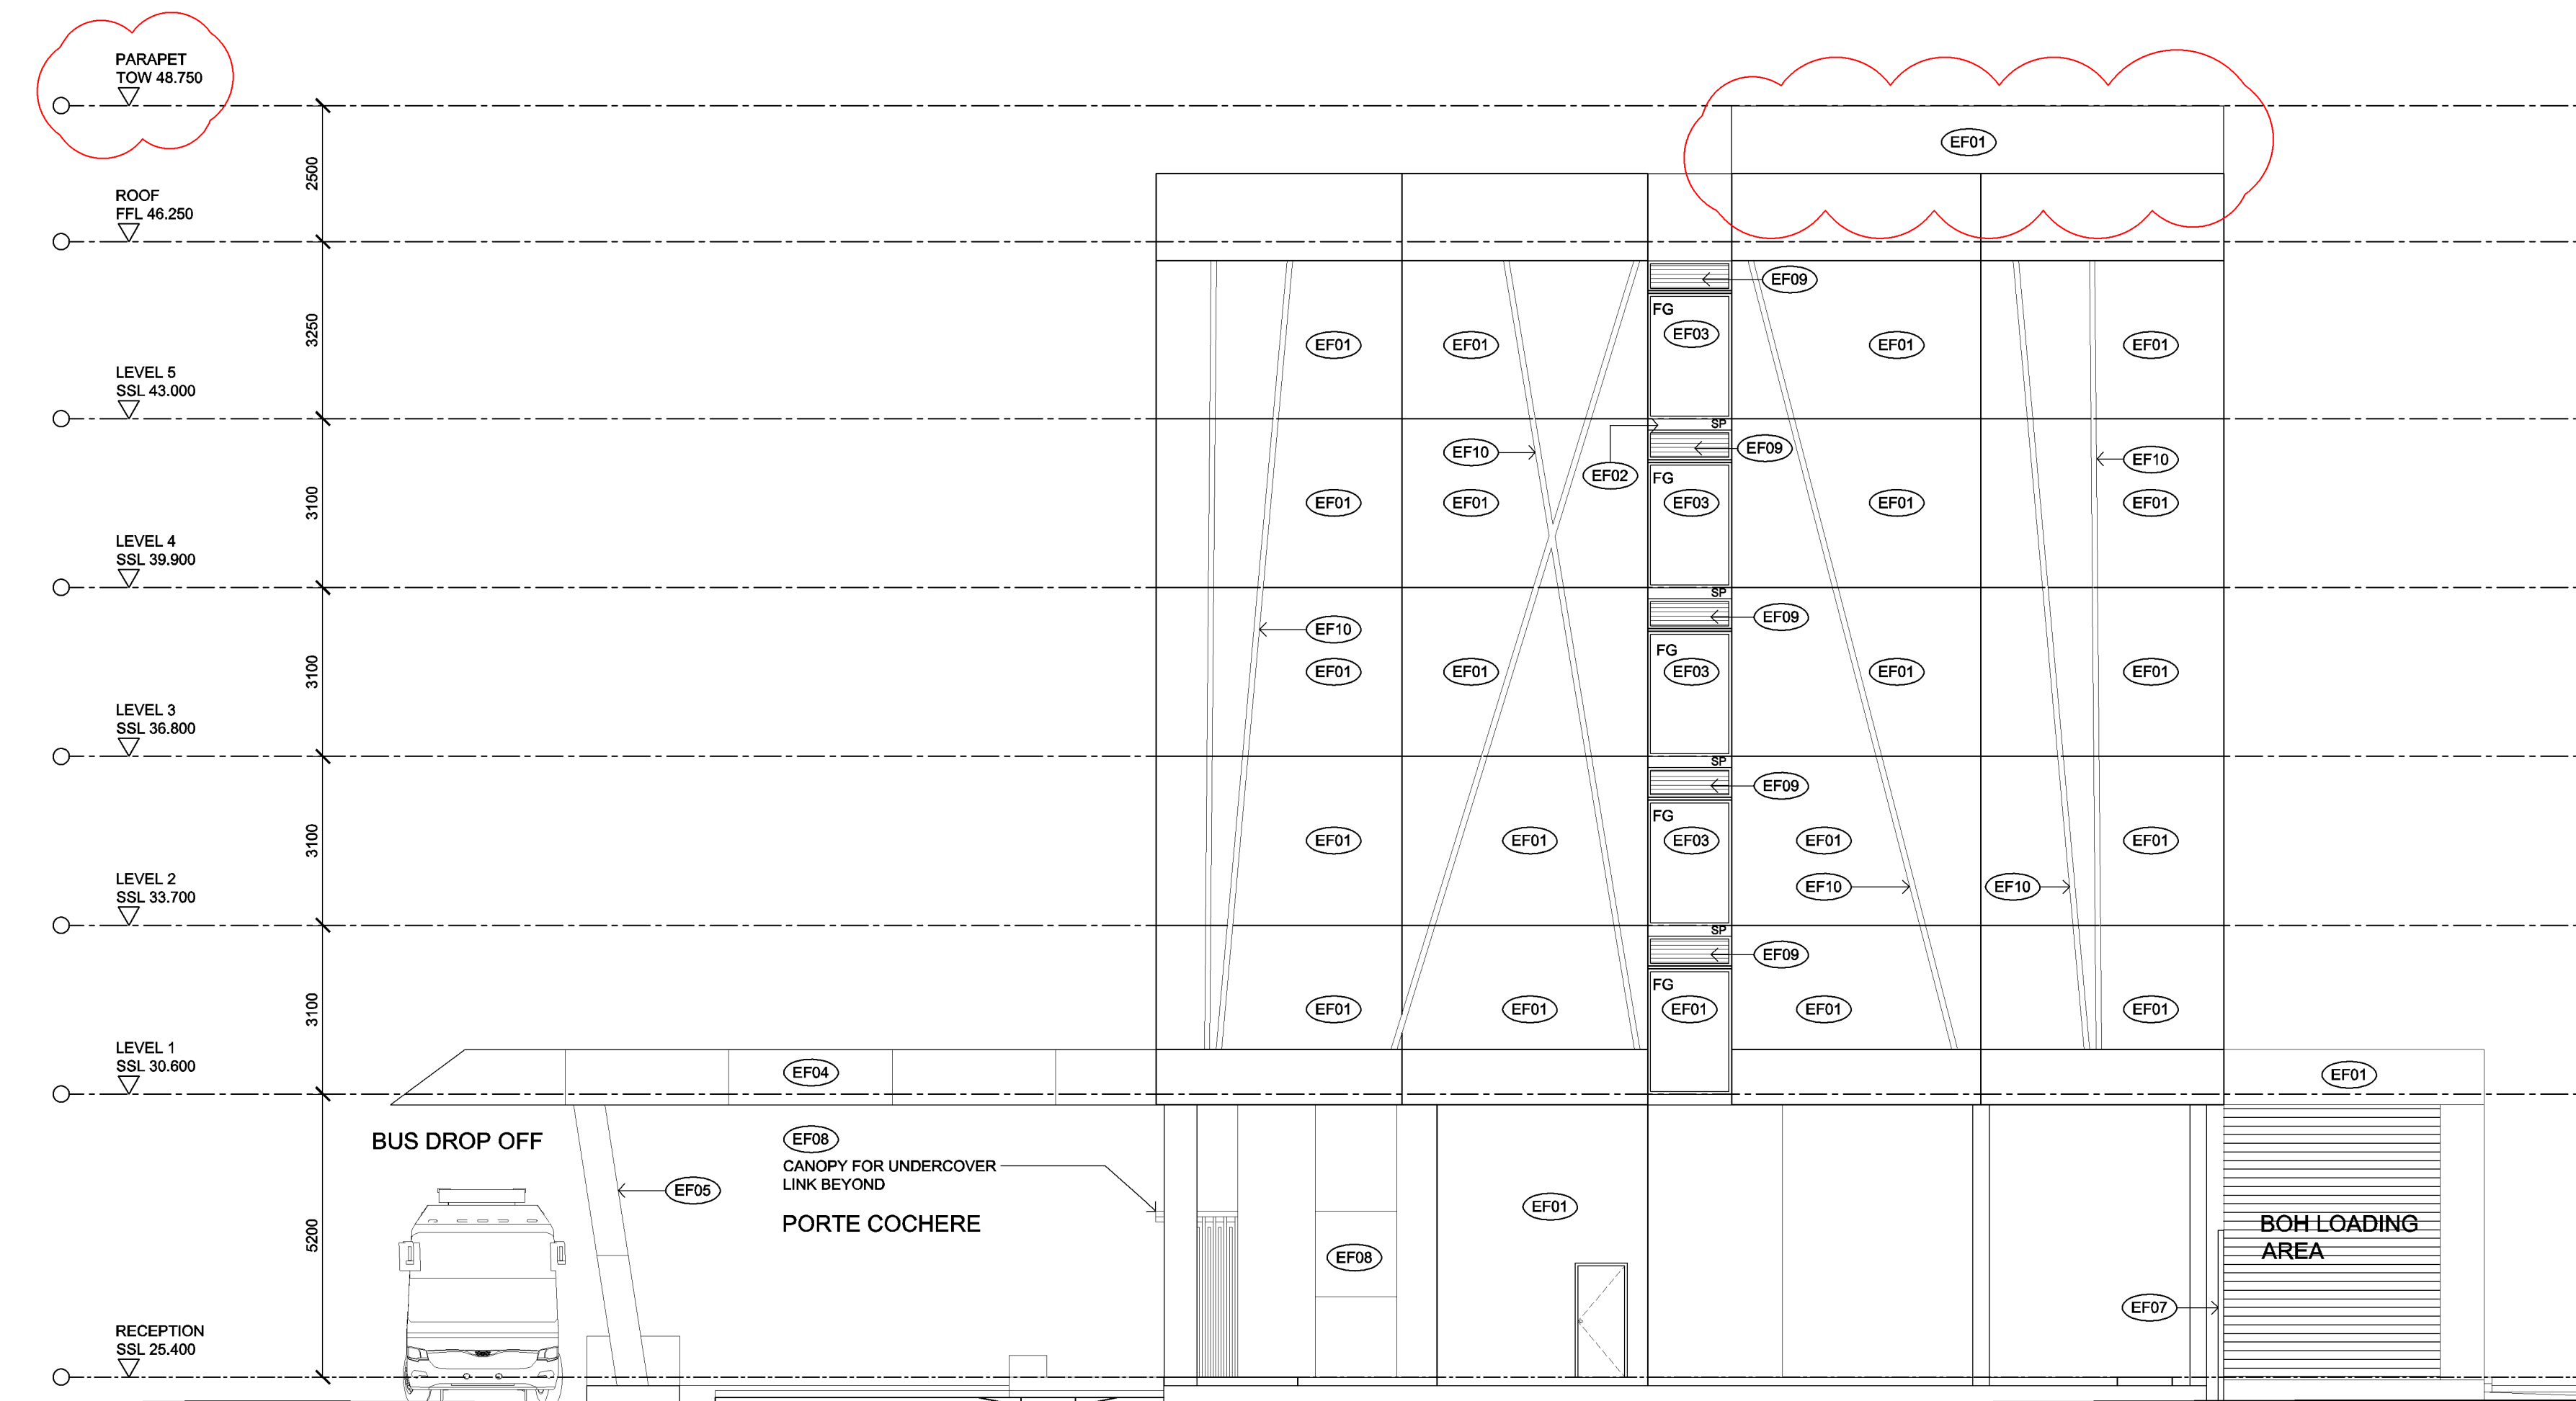 PARAPET
TOW 48.750
EF01
2500
ROOF
FFL 46.250
EF09
FG
EF03
3250
EF01
EF01
EF01
EF01
LEVEL 5
SSL 43.000
SP
EF10
EF09
EF10
EF02
FG
3100
EF01
EF01
EF03
EF01
EF01
LEVEL 4
SSL 39.900
SP
EF09
EF10
FG
3100
EF01
EF01
EF03
EF01
EF01
LEVEL 3
SSL 36.800
SP
EF09
FG
3100
EF01
EF01
EF03
EF01
EF01
LEVEL 2
SSL 33.700
EF10
EF10
SP
EF09
FG
3100
EF01
EF01
EF01
EF01
EF01
LEVEL 1
SSL 30.600
EF04
EF01
BUS DROP OFF
EF08
CANOPY FOR UNDERCOVER
LINK BEYOND
EF05
EF01
PORTE COCHERE
BOH LOADING
AREA
5200
EF08
EF07
RECEPTION
SSL 25.400